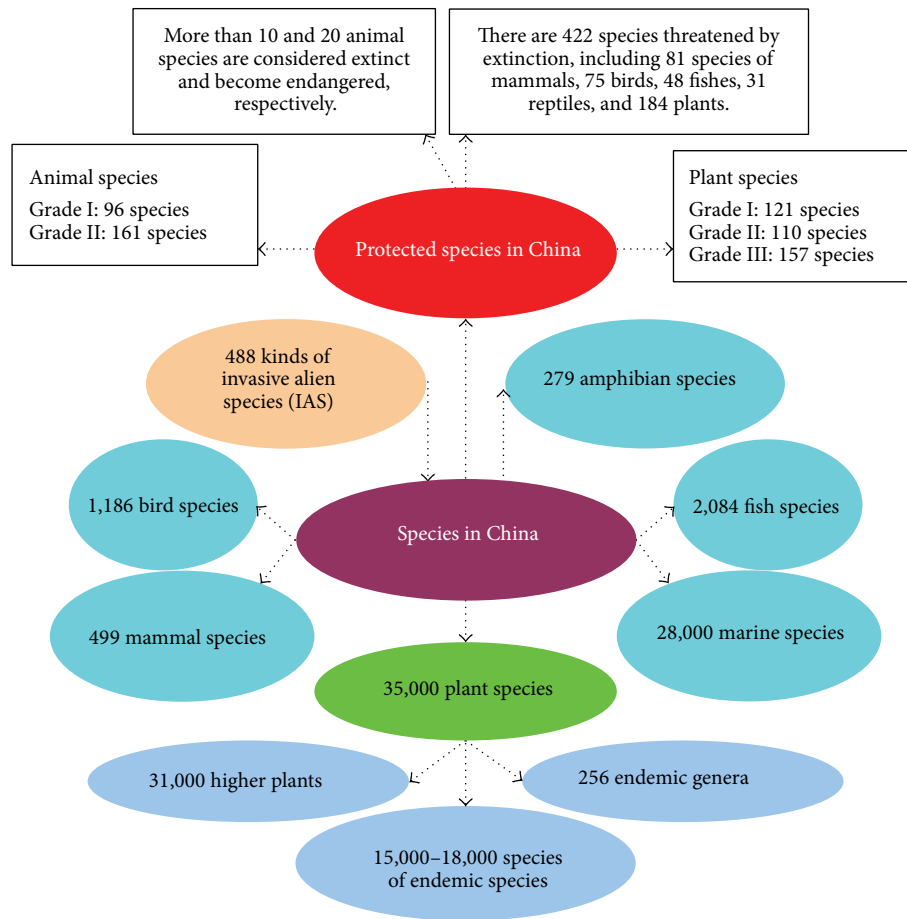 More than 10 and 20 animal
species are considered extinct
and become endangered,
respectively.
There are 422 species threatened by
extinction, including 81 species of
mammals, 75 birds, 48 fishes, 31
reptiles, and 184 plants.
Animal species
Grade I: 96 species
Grade II: 161 species
Plant species
Grade I: 121 species
Grade II: 110 species
Grade III: 157 species
Protected species in China
488 kinds of
invasive alien
species (IAS)
279 amphibian species
1,186 bird species
2,084 fish species
Species in China
499 mammal species
28,000 marine species
35,000 plant species
31,000 higher plants
256 endemic genera
15,000–18,000 species
of endemic species